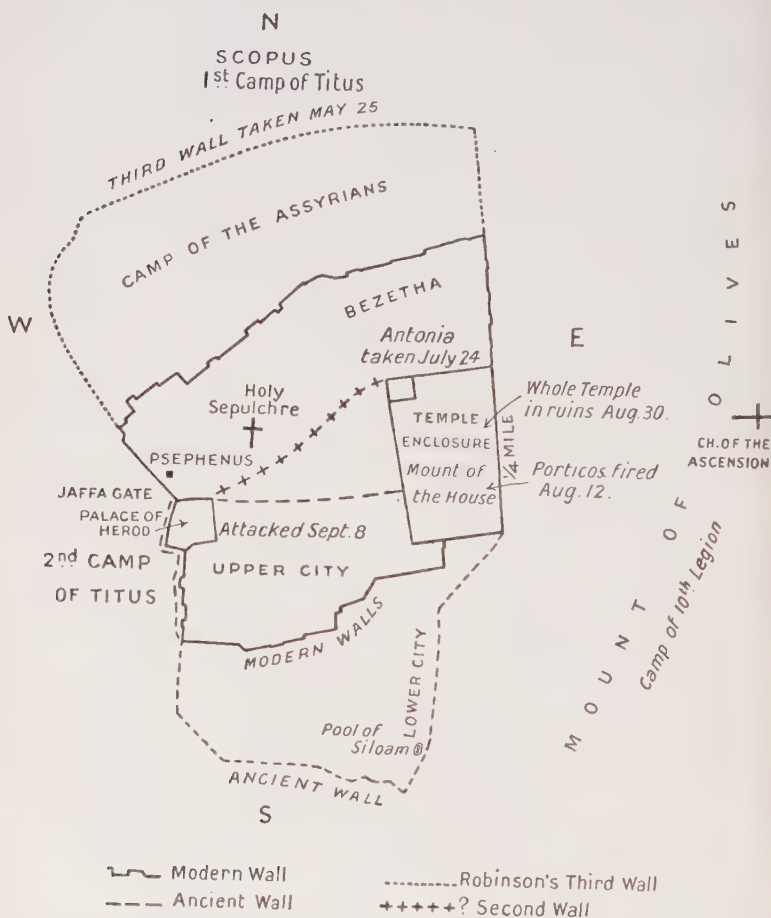 N
SCOPUS
1st Camp of Titus
THIRD WALL TAKEN MAY 25
CAMP OF THE ASSYRIANS
BEZETHA
W
E
Antonia
taken July 24
Holy
Sepulchre
PSEPHENUS
JAFFA GATE
PALACE OF
HEROD
Attacked Sept. 8
2nd CAMP
OF TITUS
UPPER CITY
TEMPLE
ENCLOSURE
Mount of
the House
¼ MILE
Whole Temple
in ruins Aug. 30.
Porticos fired
Aug. 12.
MOUNT OF OLIVES
CH. OF THE
ASCENSION
Camp of 10th Legion
MODERN WALLS
LOWER CITY
Pool of
Siloam
ANCIENT WALL
S
Modern Wall
Robinson's Third Wall
Ancient Wall
? Second Wall